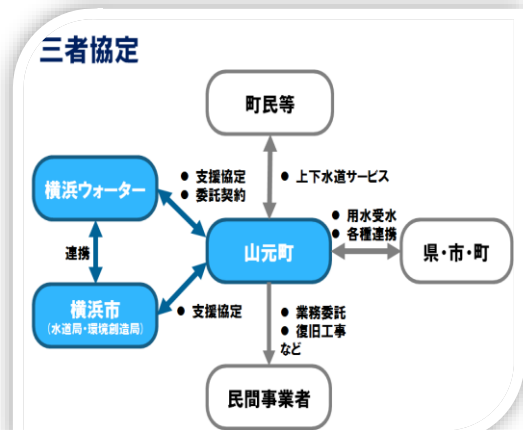 三者協定
町民等
● 支援協定
● 委託契約
● 上下水道サービス
横浜ウォーター
● 用水受水
● 各種連携
連携
山元町
県・市・町
横浜市
(水道局・環境創造局)
● 支援協定
● 業務委託
● 復旧工事
など
民間事業者